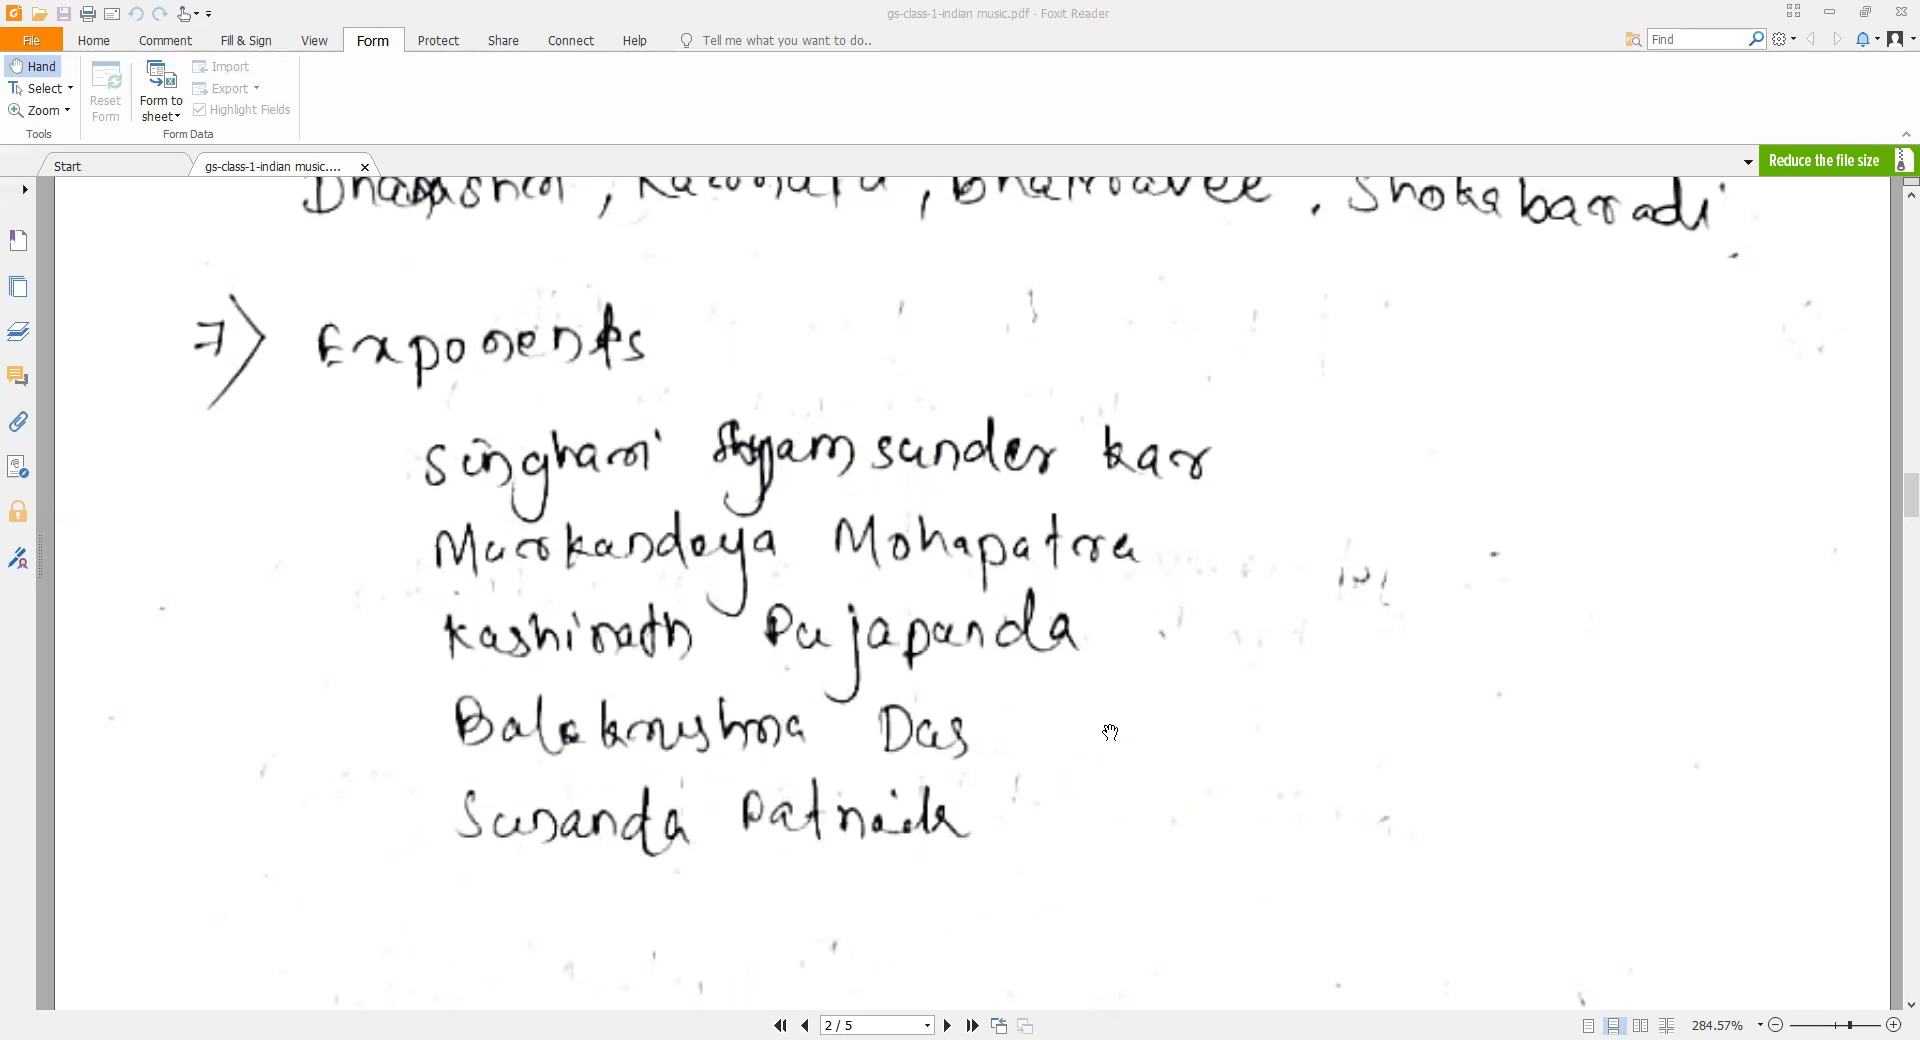 gs-class-1-indian music.pdf - Foxit Reader
File Home Comment Fill & Sign View Form Protect Share Connect Help Tell me what you want to do.. Find
Hand
Select
Zoom
Tools
Reset Form
Form to sheet
Import
Export
Highlight Fields
Form Data
Start gs-class-1-indian music.... Reduce the file size
Shokabaradi
7) Exponents
Singhari Shyamsunder kar
Markandeya Mohapatra
Kashinath Pujapanda
Balakrushna Das
Sunanda Patnaik
2 / 5 284.57%